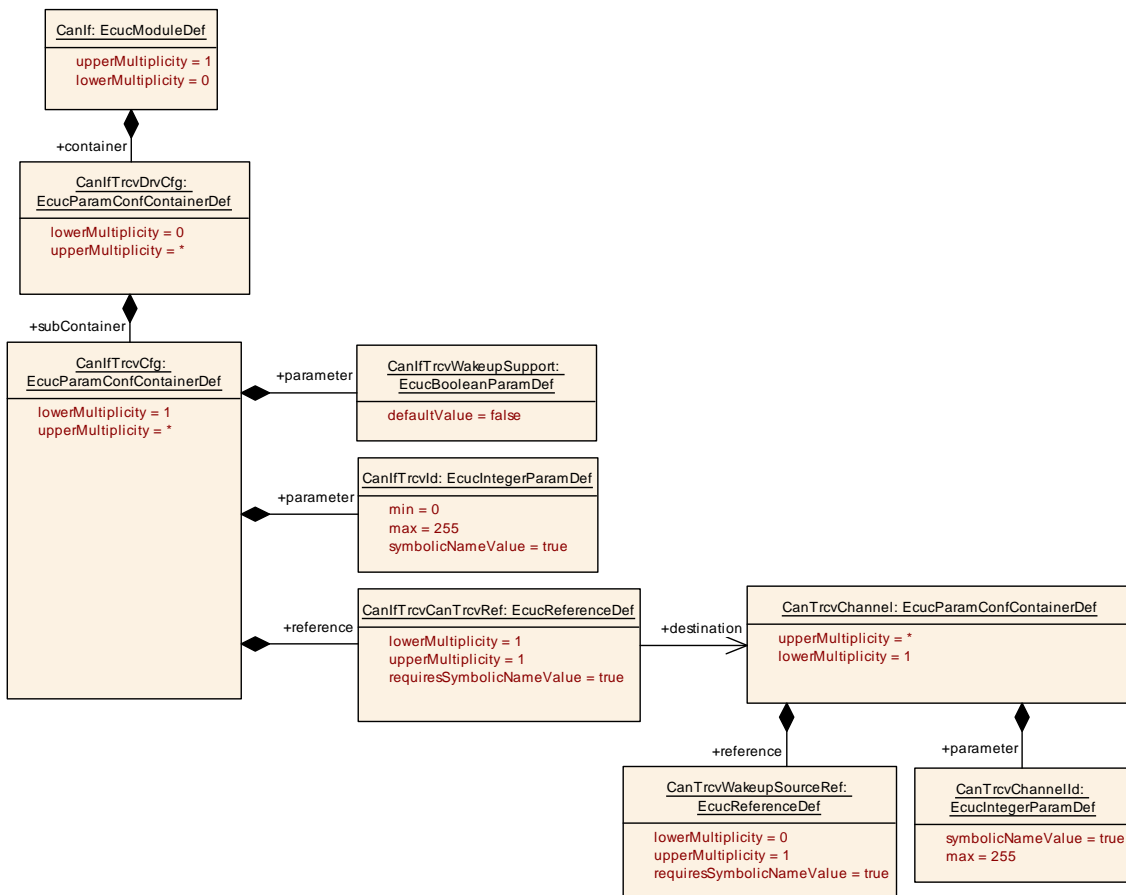 CanIf: EcucModuleDef
upperMultiplicity = 1
lowerMultiplicity = 0
+container
CanIfTrcvDrvCfg:
EcucParamConfContainerDef
lowerMultiplicity = 0
upperMultiplicity = *
+subContainer
CanIfTrcvCfg:
EcucParamConfContainerDef
lowerMultiplicity = 1
upperMultiplicity = *
+parameter
CanIfTrcvWakeupSupport:
EcucBooleanParamDef
defaultValue = false
+parameter
CanIfTrcvId: EcucIntegerParamDef
min = 0
max = 255
symbolicNameValue = true
+reference
CanIfTrcvCanTrcvRef: EcucReferenceDef
lowerMultiplicity = 1
upperMultiplicity = 1
requiresSymbolicNameValue = true
+destination
CanTrcvChannel: EcucParamConfContainerDef
upperMultiplicity = *
lowerMultiplicity = 1
+reference
CanTrcvWakeupSourceRef:
EcucReferenceDef
lowerMultiplicity = 0
upperMultiplicity = 1
requiresSymbolicNameValue = true
+parameter
CanTrcvChannelId:
EcucIntegerParamDef
symbolicNameValue = true
max = 255